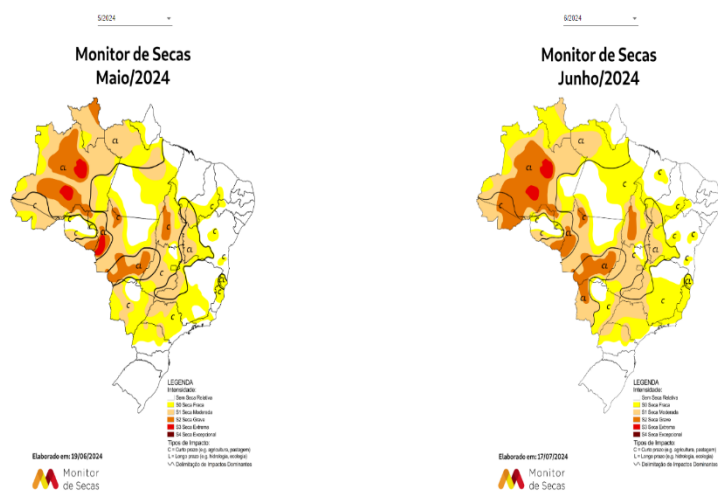 5/2024
Monitor de Secas
Maio/2024
LEGENDA
Intensidade:
Sem Seca Relativa
S0 Seca Fraca
S1 Seca Moderada
S2 Seca Grave
S3 Seca Extrema
S4 Seca Excepcional
Tipos de Impacto:
C = Curto prazo (e.g. agricultura, pastagem)
L = Longo prazo (e.g. hidrologia, ecologia)
Delimitação de Impactos Dominantes
Elaborado em: 19/06/2024
Monitor
de Secas
6/2024
Monitor de Secas
Junho/2024
LEGENDA
Intensidade:
Sem Seca Relativa
S0 Seca Fraca
S1 Seca Moderada
S2 Seca Grave
S3 Seca Extrema
S4 Seca Excepcional
Tipos de Impacto:
C = Curto prazo (e.g. agricultura, pastagem)
L = Longo prazo (e.g. hidrologia, ecologia)
Delimitação de Impactos Dominantes
Elaborado em: 17/07/2024
Monitor
de Secas